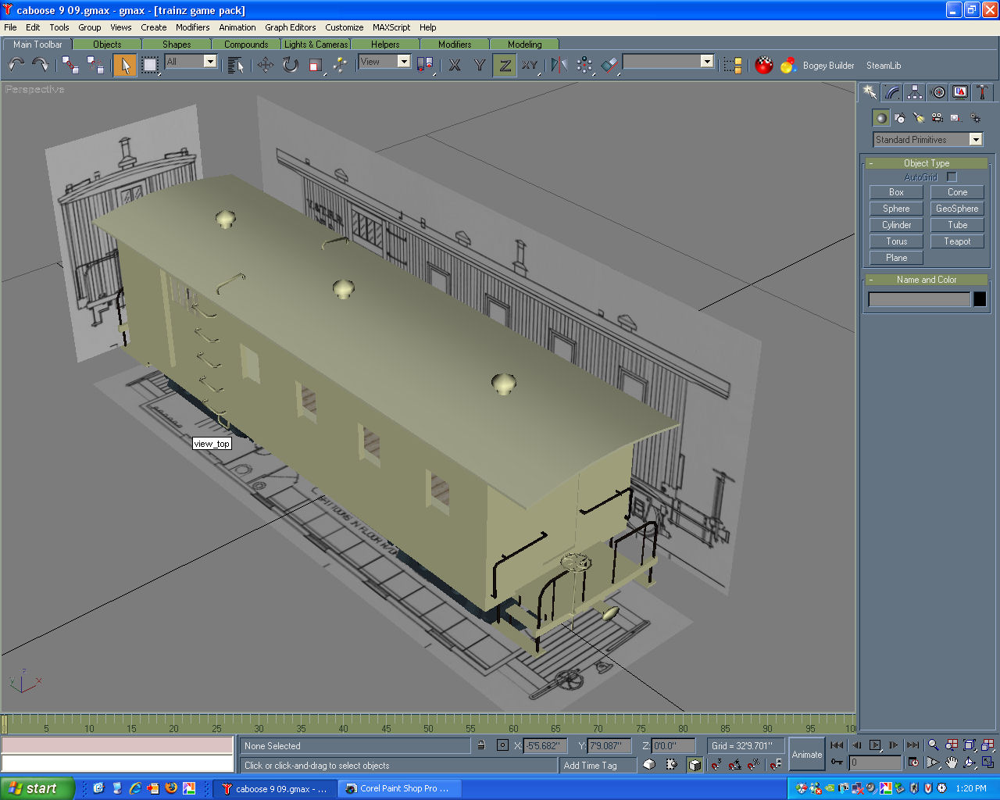 caboose 9 09.gmax - gmax - [trainz game pack]
File Edit Tools Group Views Create Modifiers Animation Graph Editors Customize MAXScript Help
Main Toolbar Objects Shapes Compounds Lights & Cameras Helpers Modifiers Modeling
All View X Y Z XY Bogey Builder SteamLib
Perspective
Standard Primitives
- Object Type
AutoGrid
Box Cone
Sphere GeoSphere
Cylinder Tube
Torus Teapot
Plane
- Name and Color
view_top
SPITTOONS IN FLOOR
z
y x
0 5 10 15 20 25 30 35 40 45 50 55 60 65 70 75 80 85 90 95 100
None Selected X: -5'5.682" Y: 7'9.087" Z: 0'0.0" Grid = 32'9.701" Animate
Click or click-and-drag to select objects Add Time Tag 0
start caboose 9 09.gmax - ... Corel Paint Shop Pro ... 1:20 PM